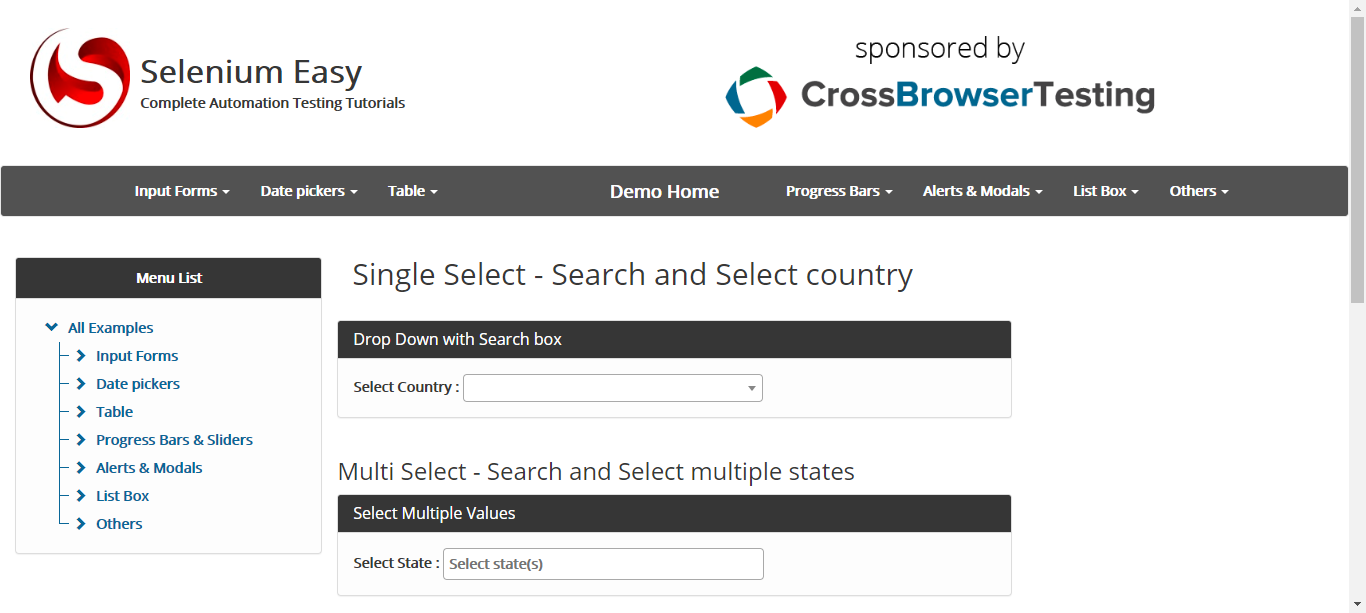 Selenium Easy
Complete Automation Testing Tutorials
sponsored by
CrossBrowserTesting
Input Forms Date pickers Table Demo Home Progress Bars Alerts & Modals List Box Others
Menu List
All Examples
Input Forms
Date pickers
Table
Progress Bars & Sliders
Alerts & Modals
List Box
Others
Single Select - Search and Select country
Drop Down with Search box
Select Country :
Multi Select - Search and Select multiple states
Select Multiple Values
Select State : Select state(s)